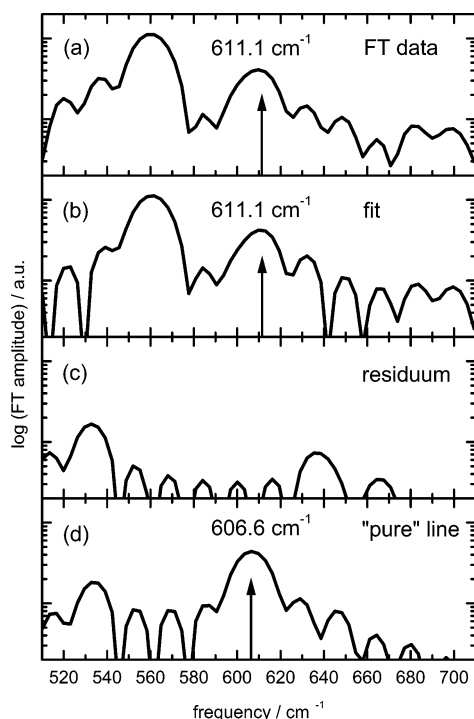 (a)
611.1 cm⁻¹
FT data
(b)
611.1 cm⁻¹
fit
(c)
residuum
(d)
606.6 cm⁻¹
"pure" line
log (FT amplitude) / a.u.
520 540 560 580 600 620 640 660 680 700
frequency / cm⁻¹